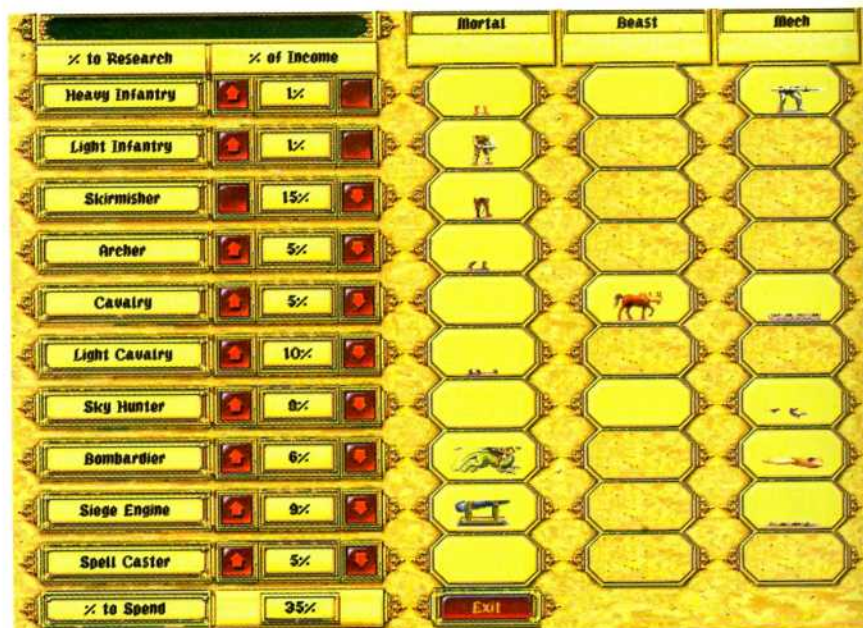 Mortal Beast Mech
% to Research % of Income
Heavy Infantry 1%
Light Infantry 1%
Skirmisher 15%
Archer 5%
Cavalry 5%
Light Cavalry 10%
Sky Hunter 8%
Bombardier 6%
Siege Engine 9%
Spell Caster 5%
% to Spend 35%
Exit